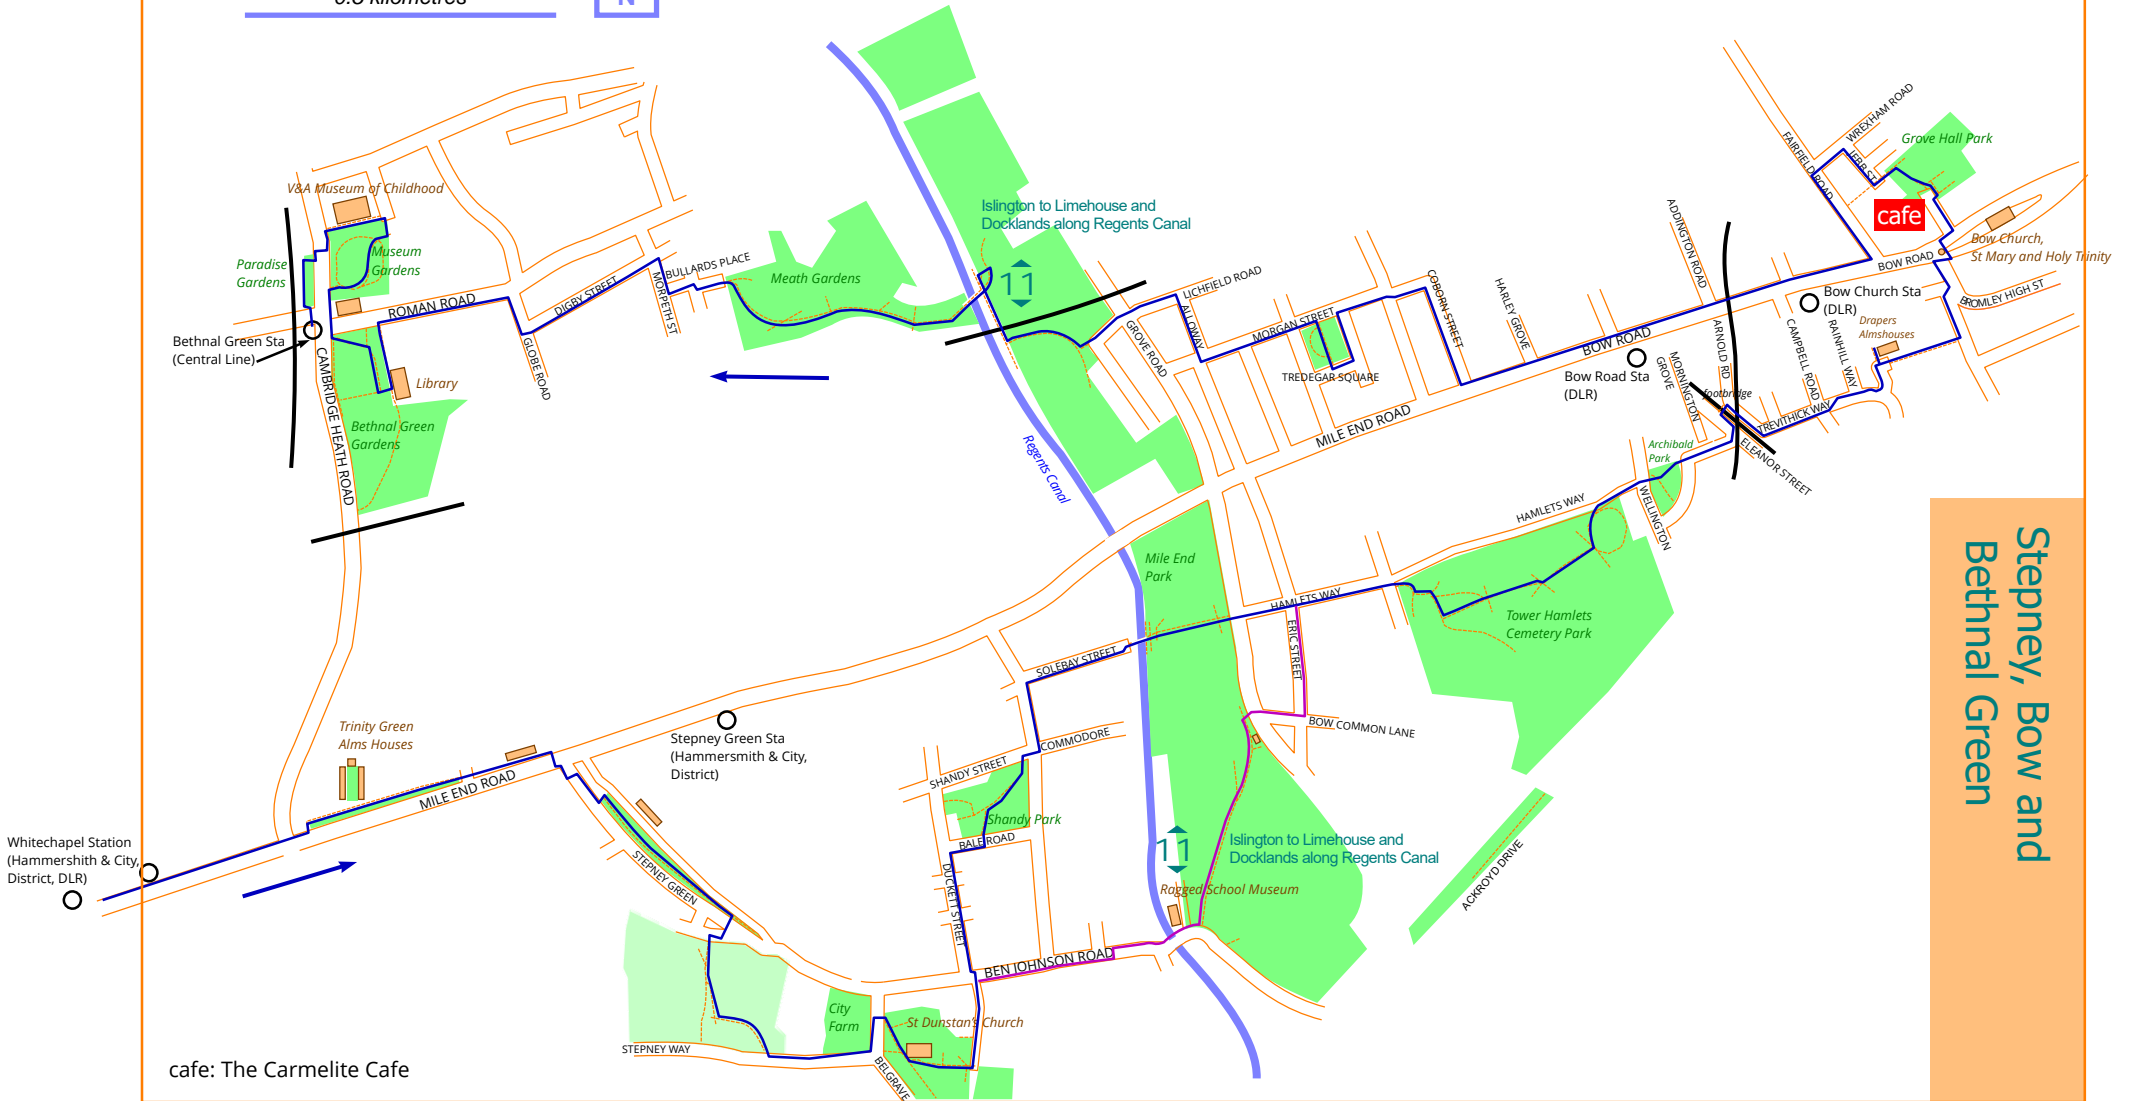 0.5 kilometres
N
V&A Museum of Childhood
Paradise
Gardens
Museum
Gardens
ROMAN ROAD
Bethnal Green Sta
(Central Line)
CAMBRIDGE HEATH ROAD
Library
Bethnal Green
Gardens
GLOBE ROAD
DIGBY STREET
MORPETH ST
BULLARDS PLACE
Meath Gardens
Islington to Limehouse and
Docklands along Regents Canal
11
Regents Canal
LICHFIELD ROAD
GROVE ROAD
ALLOWAY
MORGAN STREET
TREDEGAR SQUARE
COBORN STREET
HARLEY GROVE
MILE END ROAD
BOW ROAD
Bow Road Sta
(DLR)
ADDINGTON ROAD
ARNOLD RD
MORNINGTON
GROVE
footbridge
FAIRFIELD ROAD
WREXHAM ROAD
JEBB ST
Grove Hall Park
cafe
Bow Church,
St Mary and Holy Trinity
BOW ROAD
Bow Church Sta
(DLR)
BROMLEY HIGH ST
Drapers
Almshouses
CAMPBELL ROAD
RAINHILL WAY
TREVITHICK WAY
ELEANOR STREET
Archibald
Park
WELLINGTON
HAMLETS WAY
Tower Hamlets
Cemetery Park
Mile End
Park
HAMLETS WAY
ERIC STREET
BOW COMMON LANE
SOLEBAY STREET
COMMODORE
SHANDY STREET
Shandy Park
BALE ROAD
DUCKETT STREET
BEN JOHNSON ROAD
Islington to Limehouse and
Docklands along Regents Canal
11
Ragged School Museum
ACKROYD DRIVE
Trinity Green
Alms Houses
MILE END ROAD
Stepney Green Sta
(Hammersmith & City,
District)
Whitechapel Station
(Hammershith & City,
District, DLR)
STEPNEY GREEN
City
Farm
St Dunstan's Church
STEPNEY WAY
BELGRAVE
cafe: The Carmelite Cafe
Stepney, Bow and
Bethnal Green